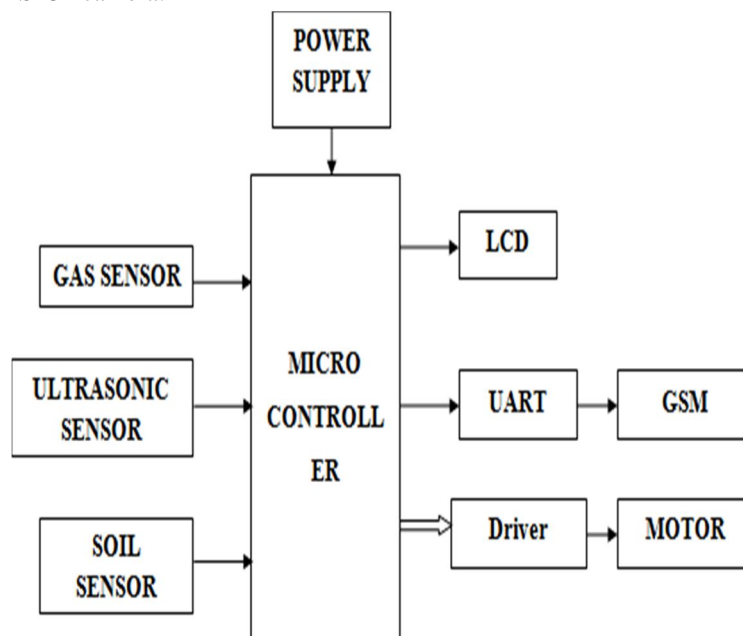 POWER
SUPPLY
GAS SENSOR
ULTRASONIC
SENSOR
SOIL
SENSOR
MICRO
CONTROLL
ER
LCD
UART
GSM
Driver
MOTOR